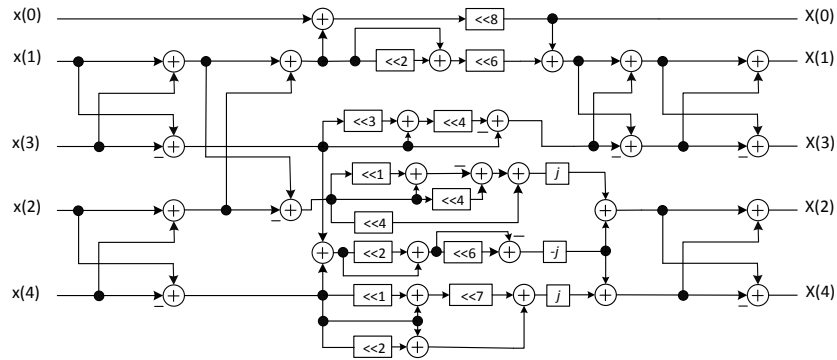 x(0) <<8 X(0)
x(1) <<2 <<6 X(1)
x(3) <<3 <<4 X(3)
<<1 j
<<4
x(2) <<4 X(2)
<<2 <<6 -j
x(4) <<1 <<7 j X(4)
<<2